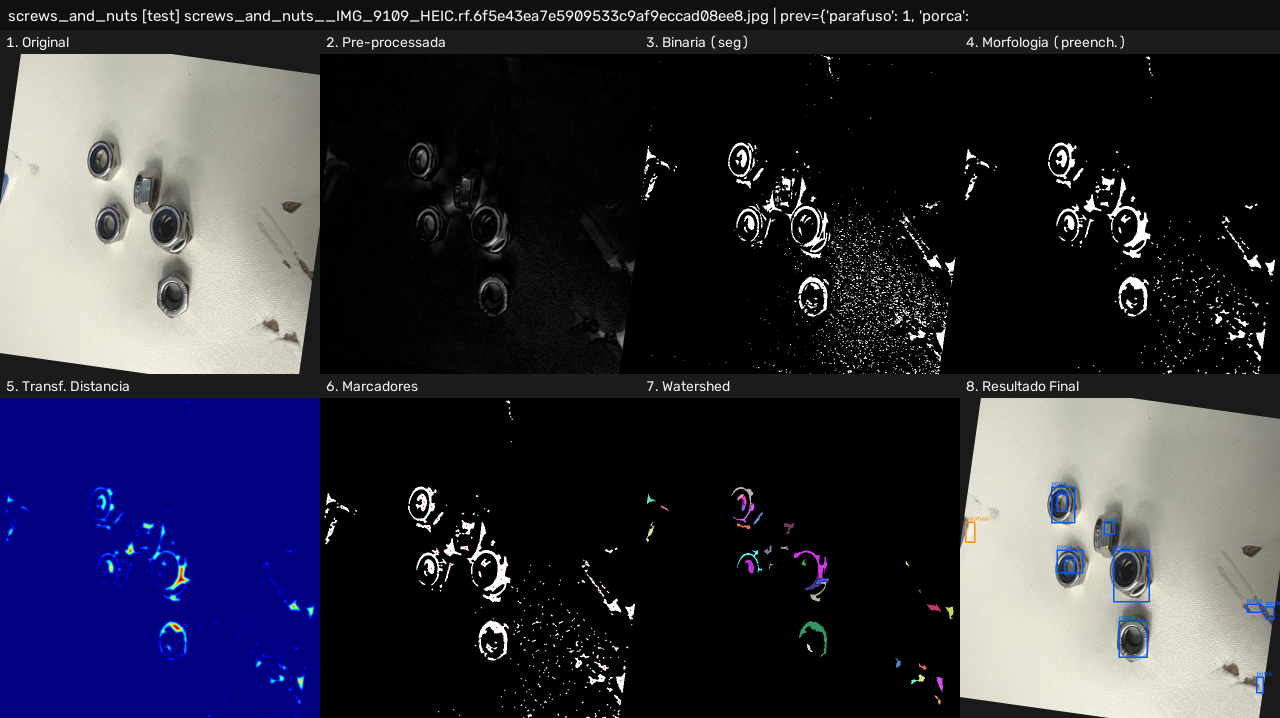 screws_and_nuts [test] screws_and_nuts__IMG_9109_HEIC.rf.6f5e43ea7e5909533c9af9eccad08ee8.jpg | prev={'parafuso': 1, 'porca':
1. Original
2. Pre-processada
3. Binaria (seg)
4. Morfologia (preench.)
5. Transf. Distancia
6. Marcadores
7. Watershed
8. Resultado Final
parafuso